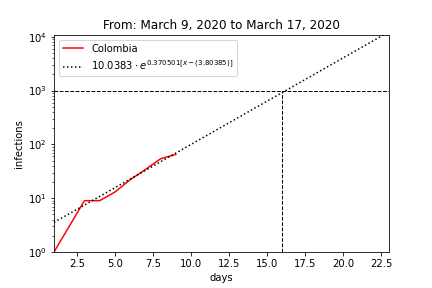 From: March 9, 2020 to March 17, 2020
Colombia
10.0383 · e^{0.370501[x−(3.80385)]}
infections
10^4
10^3
10^2
10^1
10^0
2.5 5.0 7.5 10.0 12.5 15.0 17.5 20.0 22.5
days